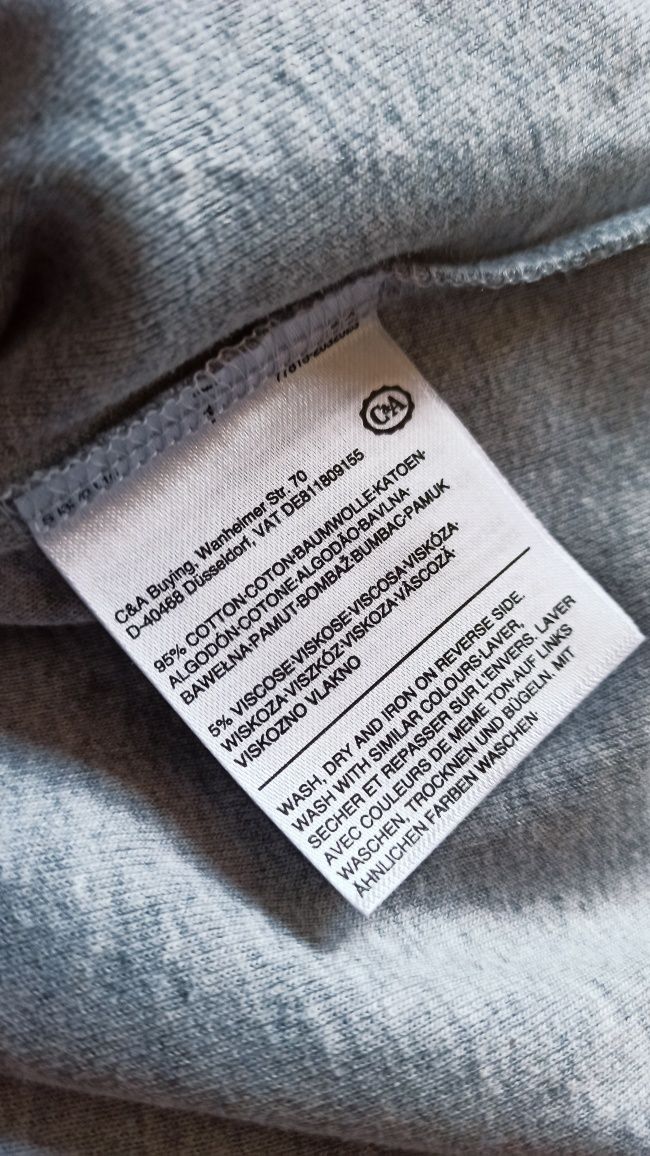 C&A
C&A Buying, Wanheimer Str. 70
D-40468 Düsseldorf, VAT DE811809155
95% COTTON·COTON·BAUMWOLLE·KATOEN·
ALGODÓN·COTONE·ALGODÃO·BAVLNA·
BAWEŁNA·PAMUT·BOMBAŽ·BUMBAC·PAMUK
5% VISCOSE·VISKOSE·VISCOSA·VISKÓZA·
WISKOZA·VISZKÓZ·VISKOZA·VÂSCOZÁ·
VISKOZNO VLAKNO
WASH, DRY AND IRON ON REVERSE SIDE.
WASH WITH SIMILAR COLOURS·LAVER,
SECHER ET REPASSER SUR L'ENVERS. LAVER
AVEC COULEURS DE MEME TON·AUF LINKS
WASCHEN, TROCKNEN UND BÜGELN. MIT
ÄHNLICHEN FARBEN WASCHEN·